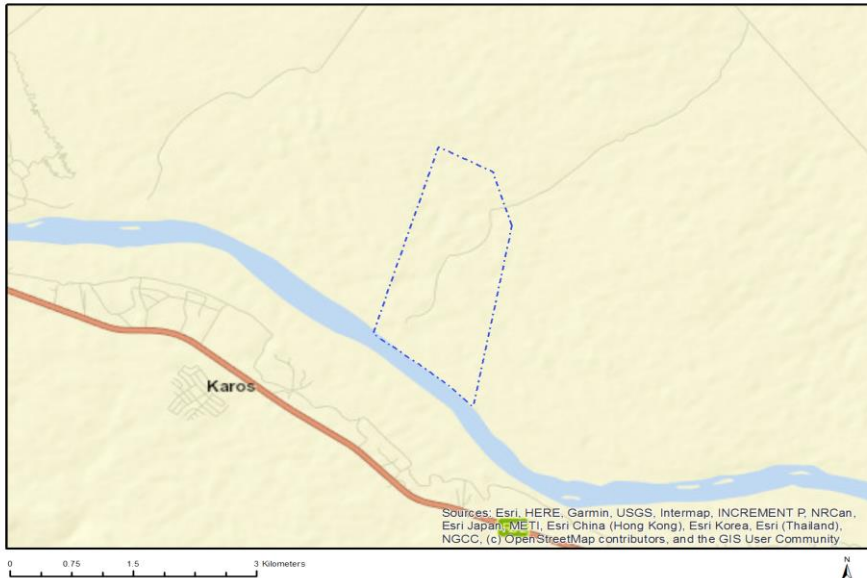 Karos
Sources: Esri, HERE, Garmin, USGS, Intermap, INCREMENT P, NRCan,
Esri Japan, METI, Esri China (Hong Kong), Esri Korea, Esri (Thailand),
NGCC, (c) OpenStreetMap contributors, and the GIS User Community
0 0.75 1.5 3 Kilometers
N